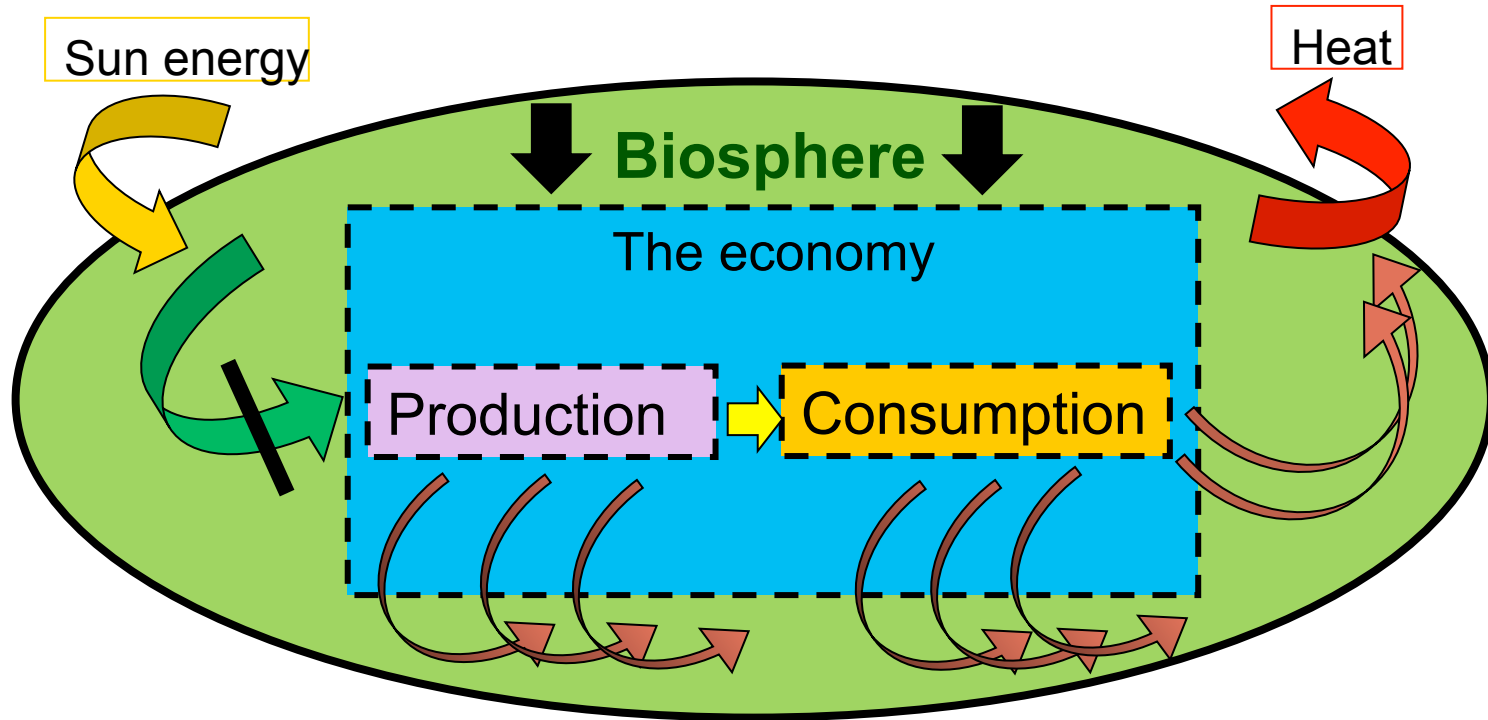 Sun energy
Heat
Biosphere
The economy
Production
Consumption